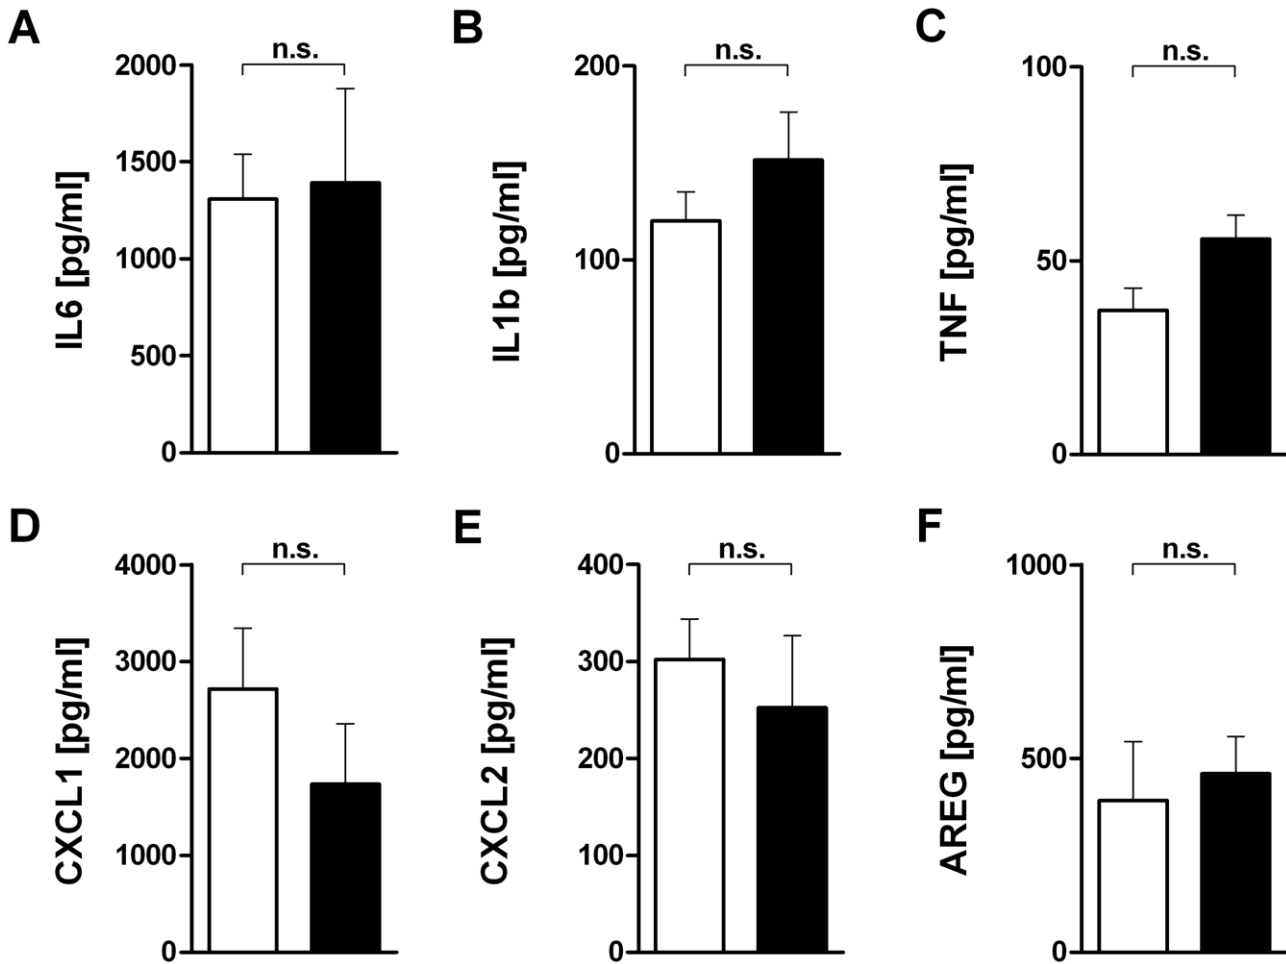 A
n.s.
IL6 [pg/ml]
2000
1500
1000
500
0
B
n.s.
IL1b [pg/ml]
200
100
0
C
n.s.
TNF [pg/ml]
100
50
0
D
n.s.
CXCL1 [pg/ml]
4000
3000
2000
1000
0
E
n.s.
CXCL2 [pg/ml]
400
300
200
100
0
F
n.s.
AREG [pg/ml]
1000
500
0